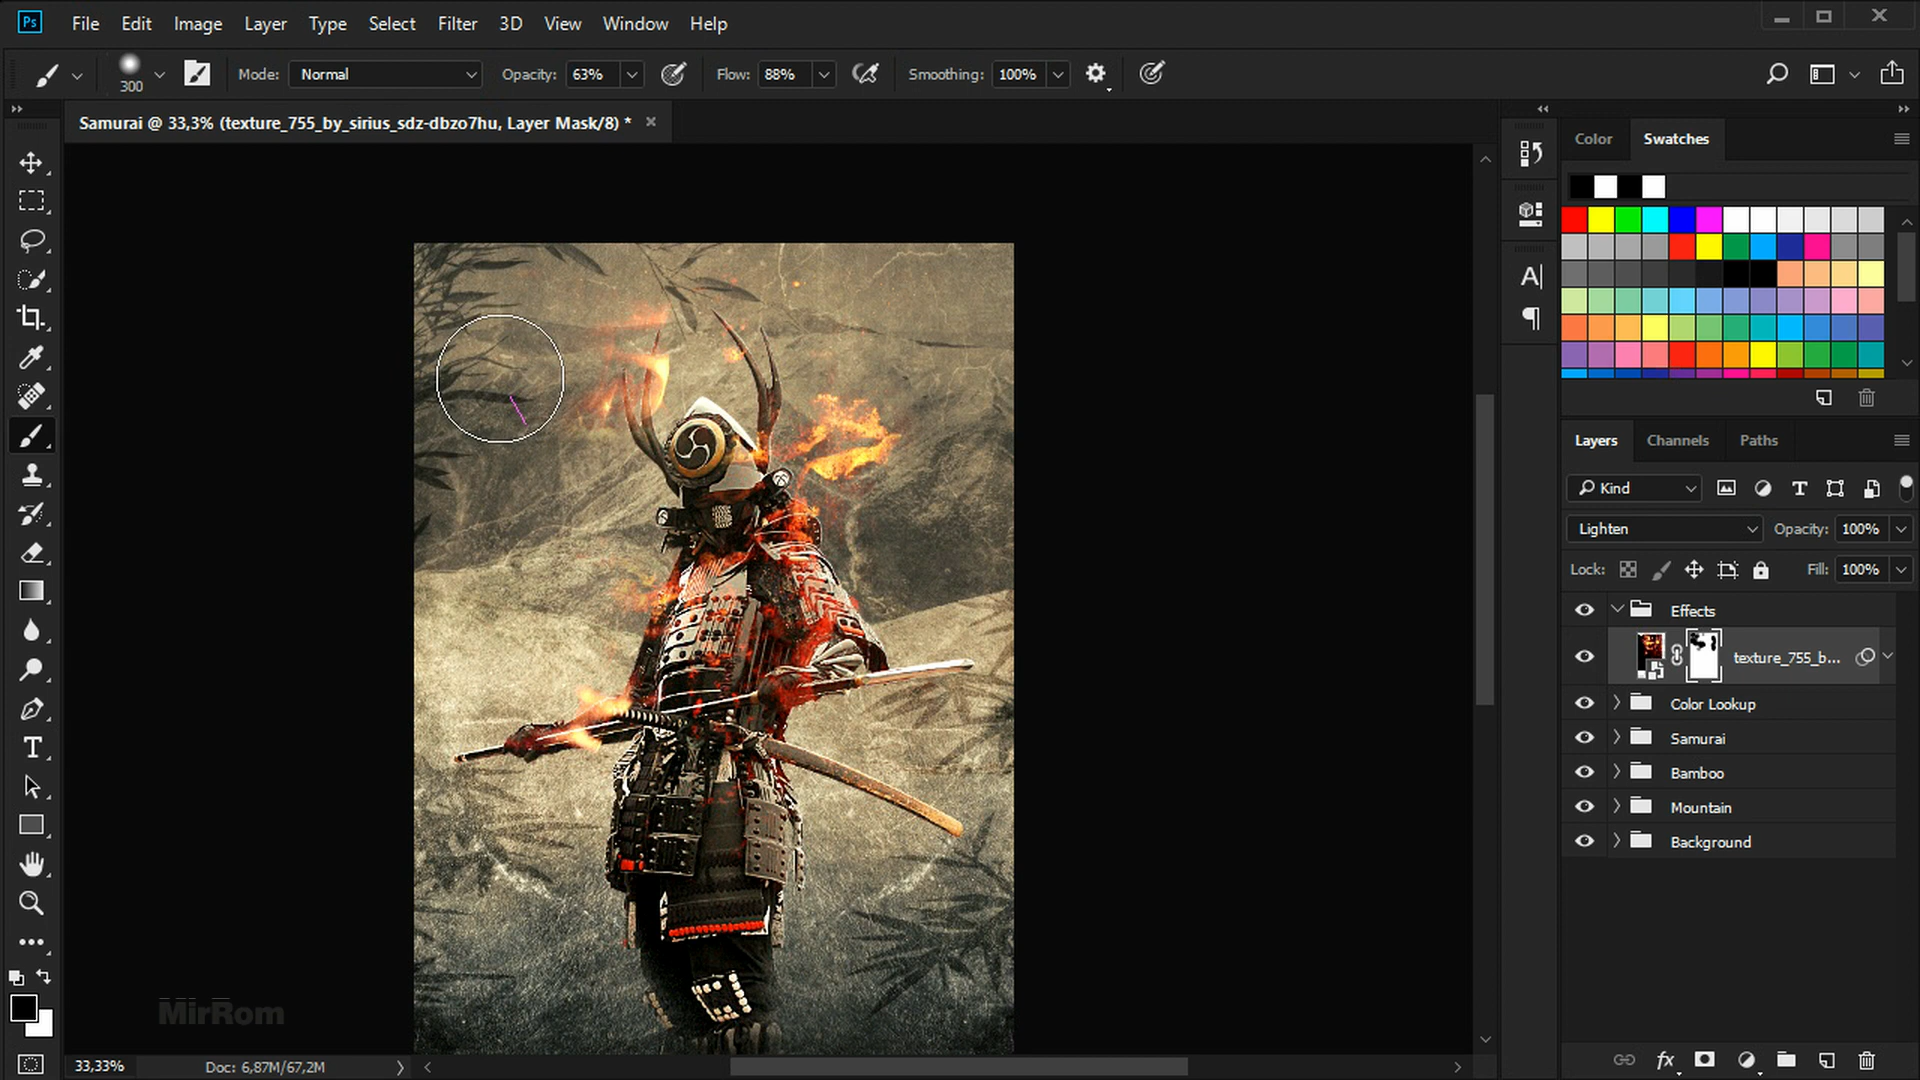 Ps File Edit Image Layer Type Select Filter 3D View Window Help
300 Mode: Normal Opacity: 63% Flow: 88% Smoothing: 100%
Samurai @ 33,3% (texture_755_by_sirius_sdz-dbzo7hu, Layer Mask/8) *
Color Swatches
Layers Channels Paths
Kind
Lighten Opacity: 100%
Lock: Fill: 100%
Effects
texture_755_b...
Color Lookup
Samurai
Bamboo
Mountain
Background
fx
MirRom
33,33% Doc: 6,87M/67,2M